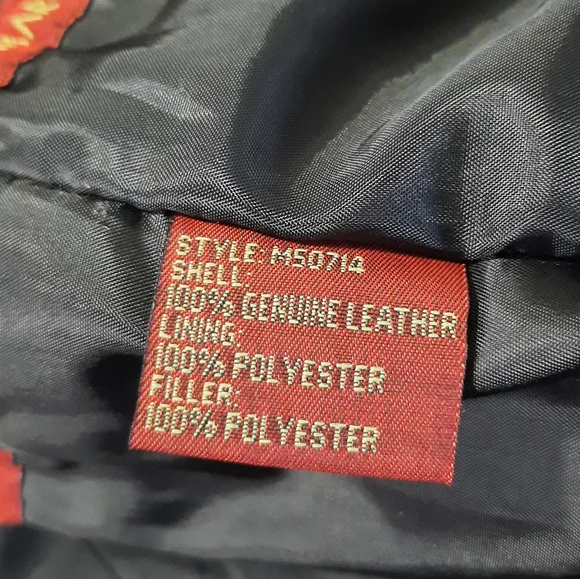 STYLE: M50714
SHELL:
100% GENUINE LEATHER
LINING:
100% POLYESTER
FILLER:
100% POLYESTER